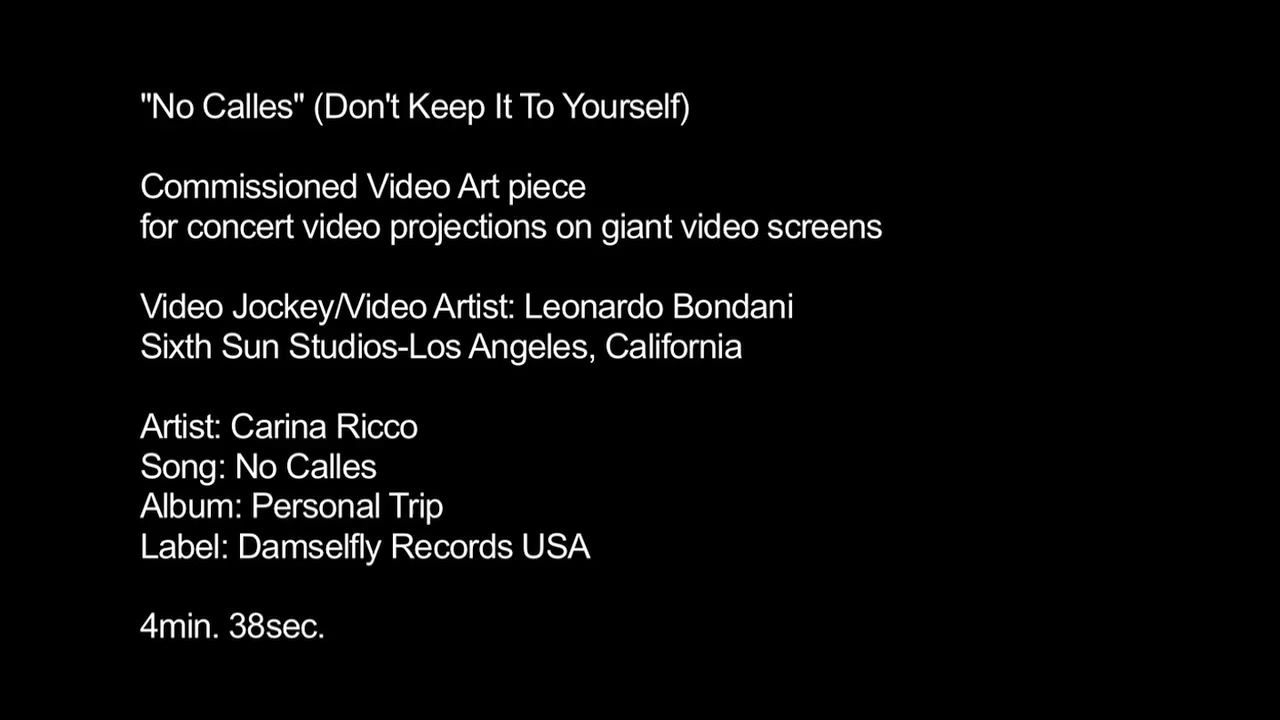 "No Calles" (Don't Keep It To Yourself)
Commissioned Video Art piece
for concert video projections on giant video screens
Video Jockey/Video Artist: Leonardo Bondani
Sixth Sun Studios-Los Angeles, California
Artist: Carina Ricco
Song: No Calles
Album: Personal Trip
Label: Damselfly Records USA
4min. 38sec.